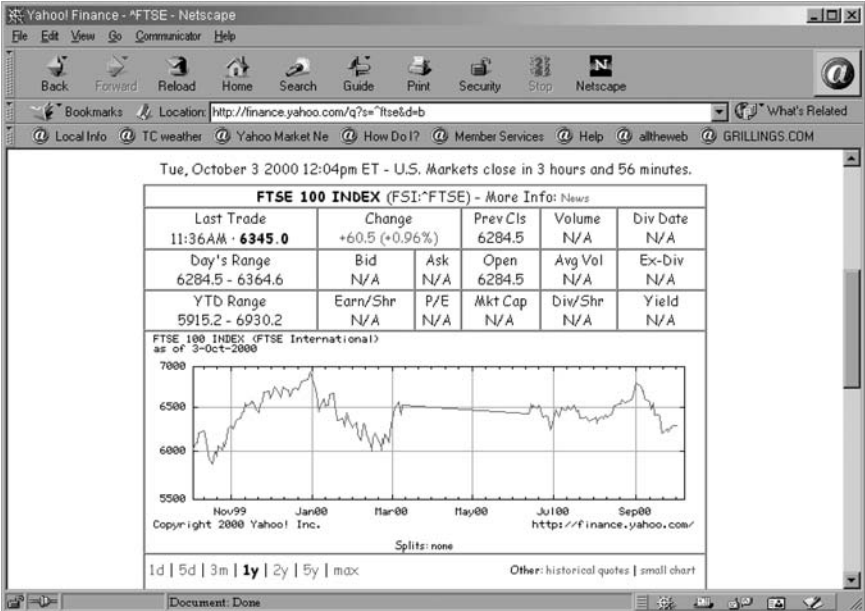 Yahoo! Finance - ^FTSE - Netscape
File Edit View Go Communicator Help
Back Forward Reload Home Search Guide Print Security Stop Netscape
N
Bookmarks Location: http://finance.yahoo.com/q?s=^ftse&d=b What's Related
Local Info TC weather Yahoo Market Ne How Do I? Member Services Help alltheweb GRILLINGS.COM
Tue, October 3 2000 12:04pm ET - U.S. Markets close in 3 hours and 56 minutes.
FTSE 100 INDEX (FSI:^FTSE) - More Info: News
Last Trade Change Prev Cls Volume Div Date
11:36AM · 6345.0 +60.5 (+0.96%) 6284.5 N/A N/A
Day's Range Bid Ask Open Avg Vol Ex-Div
6284.5 - 6364.6 N/A N/A 6284.5 N/A N/A
YTD Range Earn/Shr P/E Mkt Cap Div/Shr Yield
5915.2 - 6930.2 N/A N/A N/A N/A N/A
FTSE 100 INDEX (FTSE International)
as of 3-Oct-2000
7000
6500
6000
5500
Nov99 Jan00 Mar00 May00 Jul00 Sep00
Copyright 2000 Yahoo! Inc. http://finance.yahoo.com/
Splits: none
1d | 5d | 3m | 1y | 2y | 5y | max Other: historical quotes | small chart
Document: Done